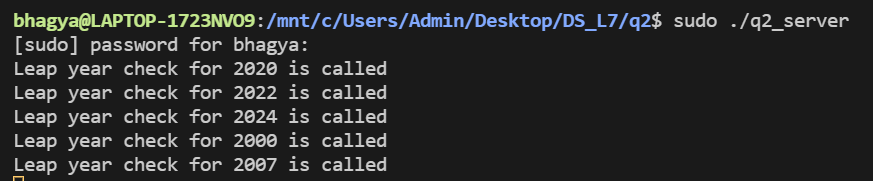 bhagya@LAPTOP-1723NVO9:/mnt/c/Users/Admin/Desktop/DS_L7/q2$ sudo ./q2_server
[sudo] password for bhagya:
Leap year check for 2020 is called
Leap year check for 2022 is called
Leap year check for 2024 is called
Leap year check for 2000 is called
Leap year check for 2007 is called